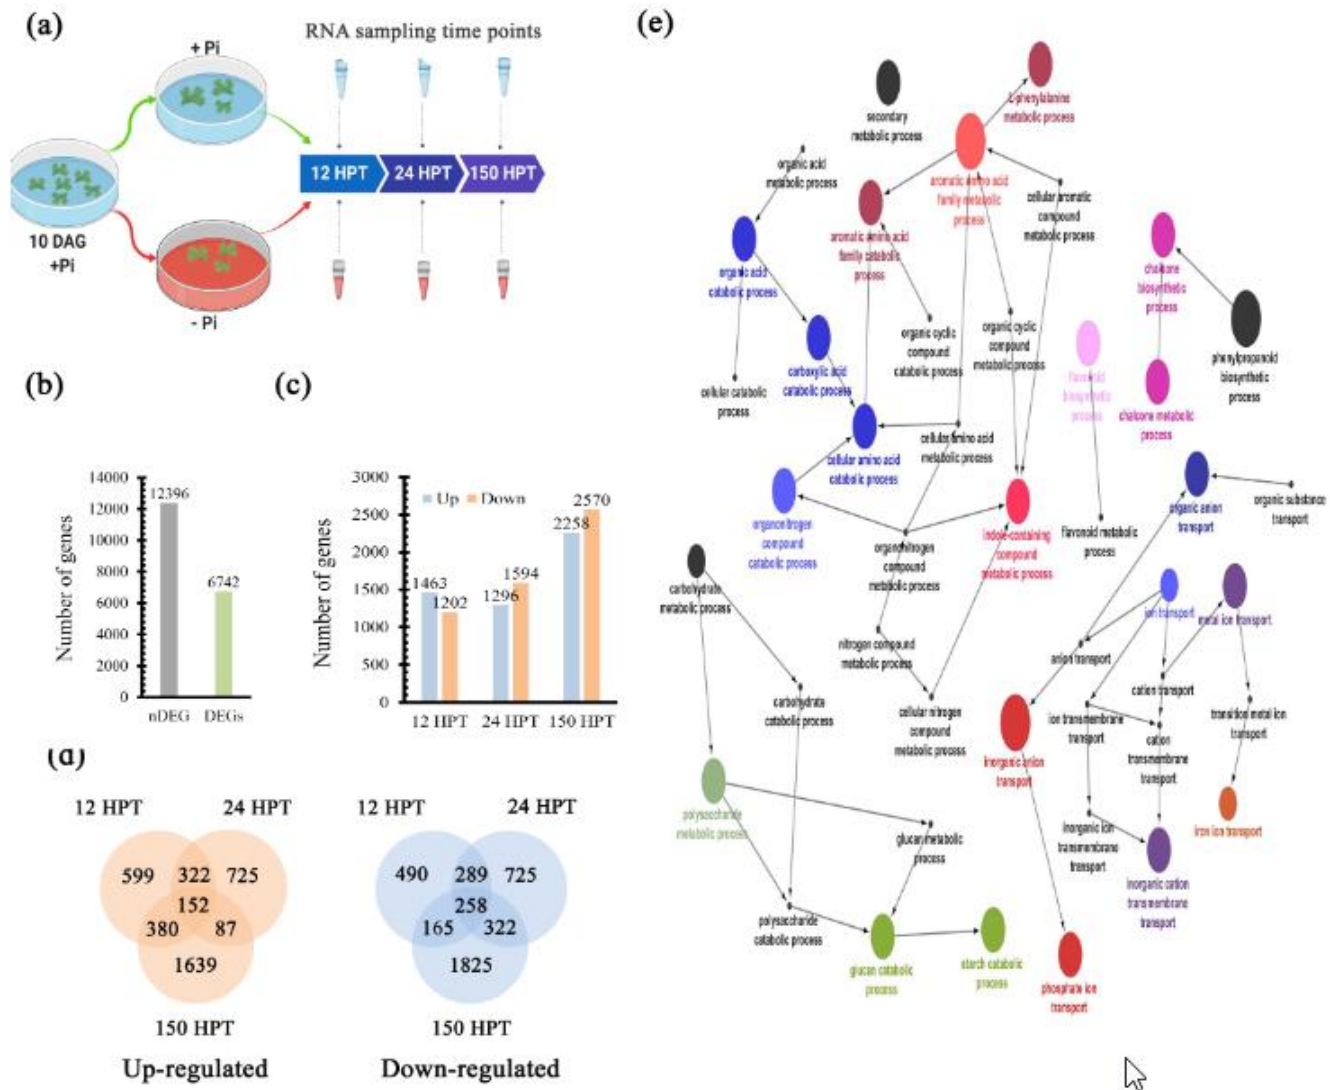 (a)
RNA sampling time points
+ Pi
12 HPT
24 HPT
150 HPT
10 DAG
+Pi
- Pi
(b)
Number of genes
14000
12000
10000
8000
6000
4000
2000
0
12396
6742
nDEG
DEGs
(c)
Number of genes
3000
2500
2000
1500
1000
500
0
Up
Down
1463
1202
1296
1594
2258
2570
12 HPT
24 HPT
150 HPT
(d)
12 HPT
24 HPT
599
322
725
152
380
87
1639
150 HPT
Up-regulated
12 HPT
24 HPT
490
289
725
258
165
322
1825
150 HPT
Down-regulated
(e)
L-phenylalanine
metabolic process
secondary
metabolic process
organic acid
metabolic process
aromatic amino acid
family metabolic
process
cellular aromatic
compound
metabolic process
organic acid
catabolic process
aromatic amino acid
family catabolic
process
chalcone
biosynthetic
process
organic cyclic
compound
catabolic process
organic cyclic
compound
metabolic process
phenylpropanoid
biosynthetic
process
carboxylic acid
catabolic process
cellular catabolic
process
flavonoid
biosynthetic
process
chalcone metabolic
process
cellular amino acid
metabolic process
cellular amino acid
catabolic process
organic anion
transport
organic substance
transport
organonitrogen
compound
catabolic process
organonitrogen
compound
metabolic process
indole-containing
compound
metabolic process
flavonoid metabolic
process
carbohydrate
metabolic process
ion transport
metal ion transport
nitrogen compound
metabolic process
anion transport
cation transport
carbohydrate
catabolic process
cellular nitrogen
compound
metabolic process
ion transmembrane
transport
cation
transmembrane
transport
transition metal ion
transport
inorganic anion
transport
polysaccharide
metabolic process
glucan metabolic
process
inorganic ion
transmembrane
transport
iron ion transport
inorganic cation
transmembrane
transport
polysaccharide
catabolic process
glucan catabolic
process
starch catabolic
process
phosphate ion
transport